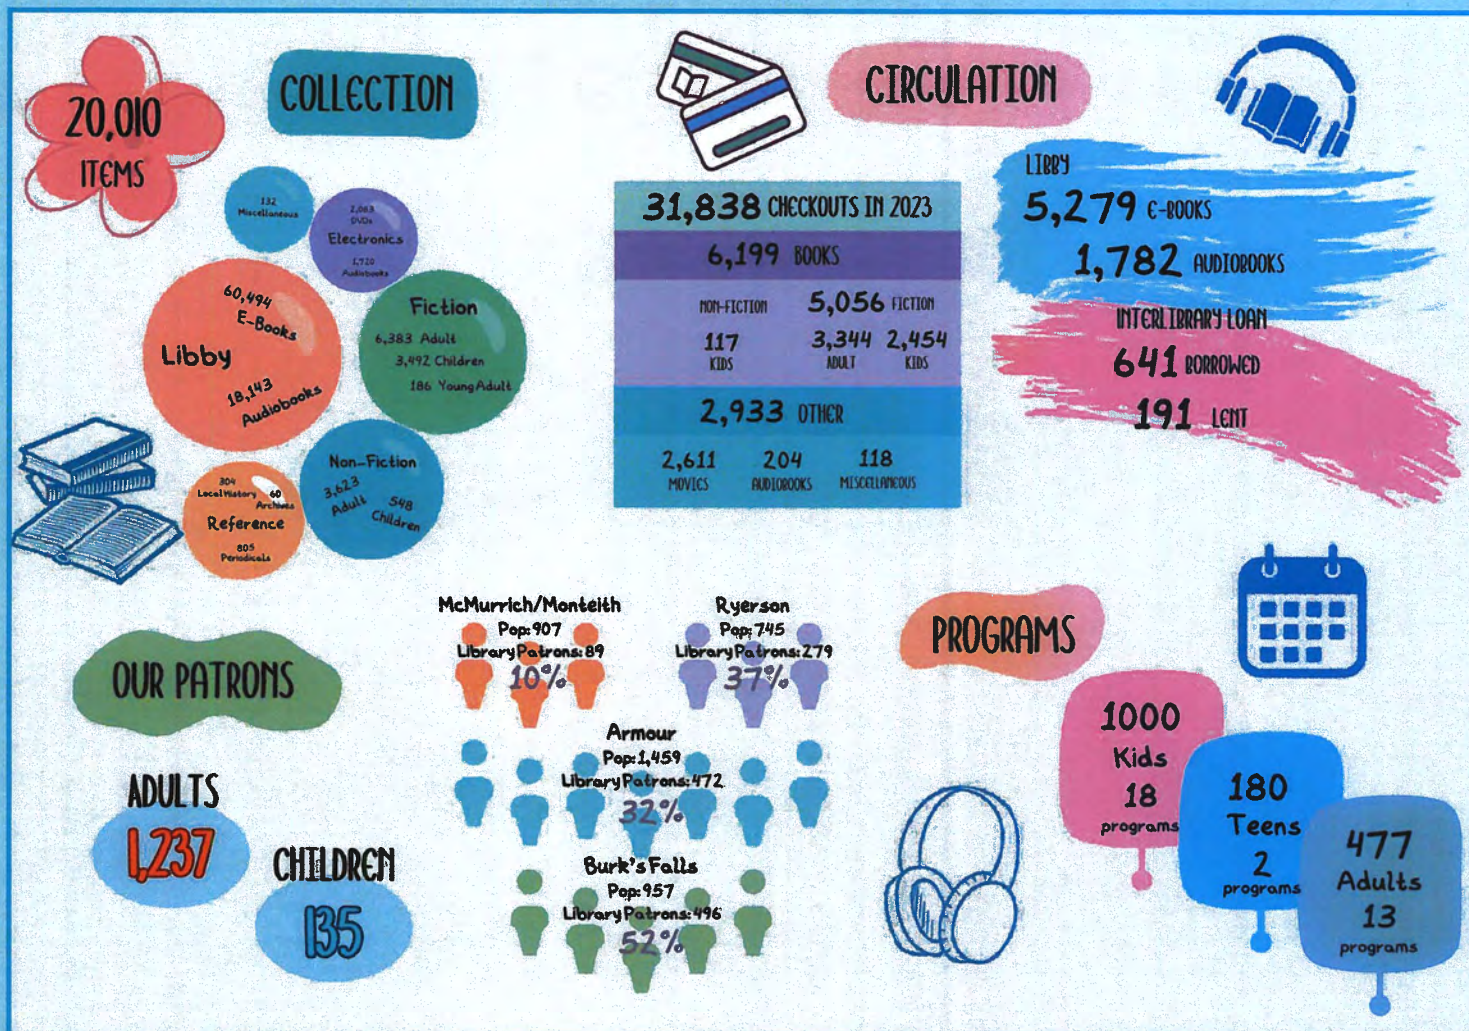 COLLECTION
20,010
ITEMS
132
Miscellaneous
2,063
DVDs
Electronics
1,720
Audiobooks
60,494
E-Books
Libby
18,143
Audiobooks
Fiction
6,383 Adult
3,492 Children
186 Young Adult
Non-Fiction
3,623
Adult
548
Children
304
Local History
60
Archives
Reference
805
Periodicals
CIRCULATION
31,838 CHECKOUTS IN 2023
6,199 BOOKS
NON-FICTION
5,056 FICTION
117
KIDS
3,344
ADULT
2,454
KIDS
2,933 OTHER
2,611
MOVIES
204
AUDIOBOOKS
118
MISCELLANEOUS
LIBBY
5,279 E-BOOKS
1,782 AUDIOBOOKS
INTERLIBRARY LOAN
641 BORROWED
191 LENT
OUR PATRONS
ADULTS
1,237
CHILDREN
135
McMurrich/Monteith
Pop: 907
Library Patrons: 89
10%
Ryerson
Pop: 745
Library Patrons: 279
37%
Armour
Pop: 1,459
Library Patrons: 472
32%
Burk's Falls
Pop: 957
Library Patrons: 496
52%
PROGRAMS
1000
Kids
18
programs
180
Teens
2
programs
477
Adults
13
programs